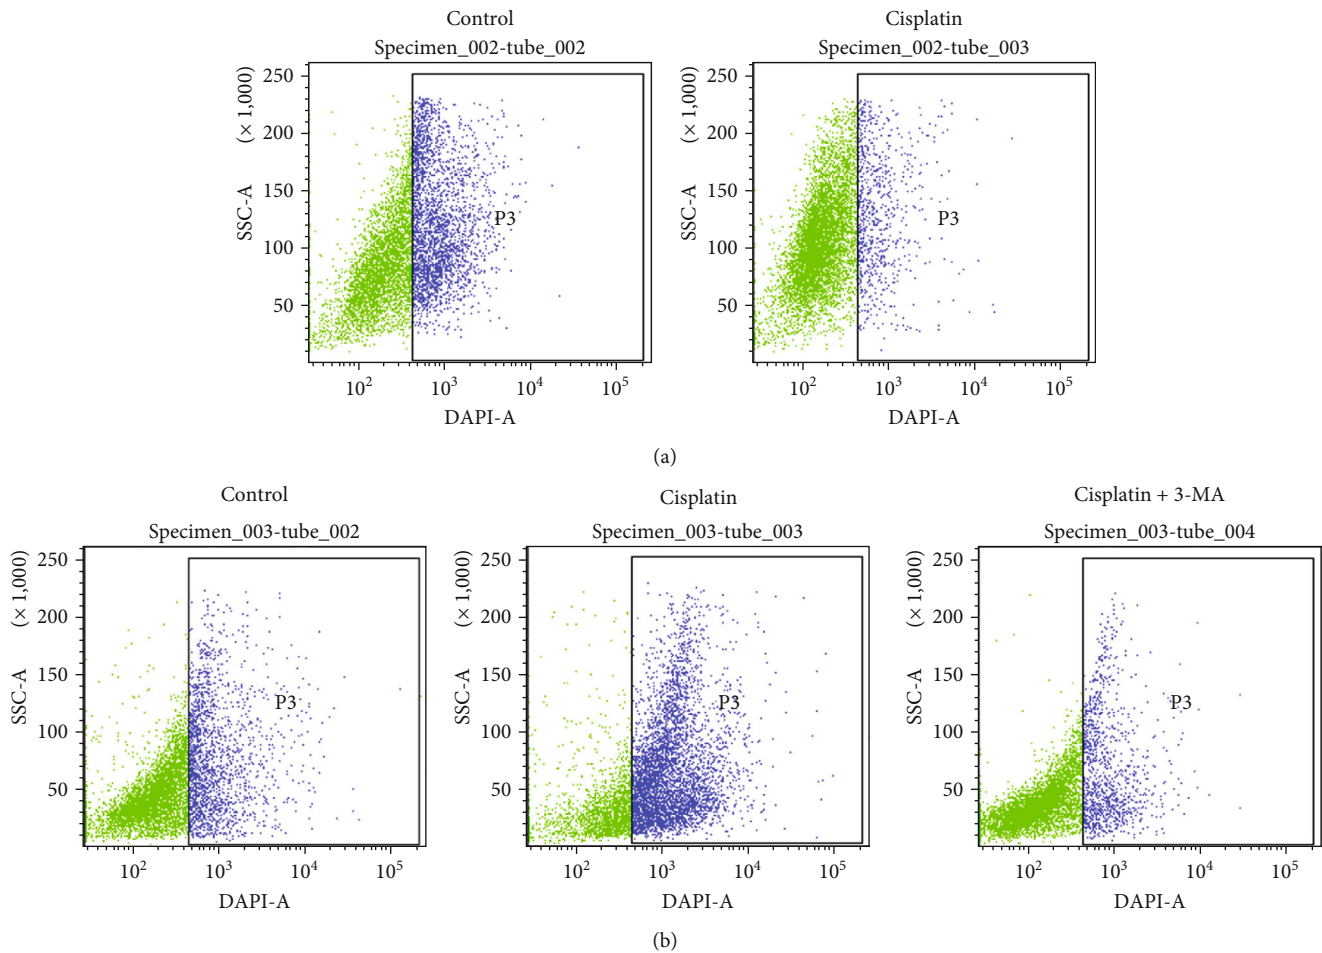 Control
Specimen_002-tube_002
(× 1,000)
SSC-A
250
200
150
100
50
P3
10²
10³
10⁴
10⁵
DAPI-A
Cisplatin
Specimen_002-tube_003
(× 1,000)
SSC-A
250
200
150
100
50
P3
10²
10³
10⁴
10⁵
DAPI-A
(a)
Control
Specimen_003-tube_002
(× 1,000)
SSC-A
250
200
150
100
50
P3
10²
10³
10⁴
10⁵
DAPI-A
Cisplatin
Specimen_003-tube_003
(× 1,000)
SSC-A
250
200
150
100
50
P3
10²
10³
10⁴
10⁵
DAPI-A
Cisplatin + 3-MA
Specimen_003-tube_004
(× 1,000)
SSC-A
250
200
150
100
50
P3
10²
10³
10⁴
10⁵
DAPI-A
(b)